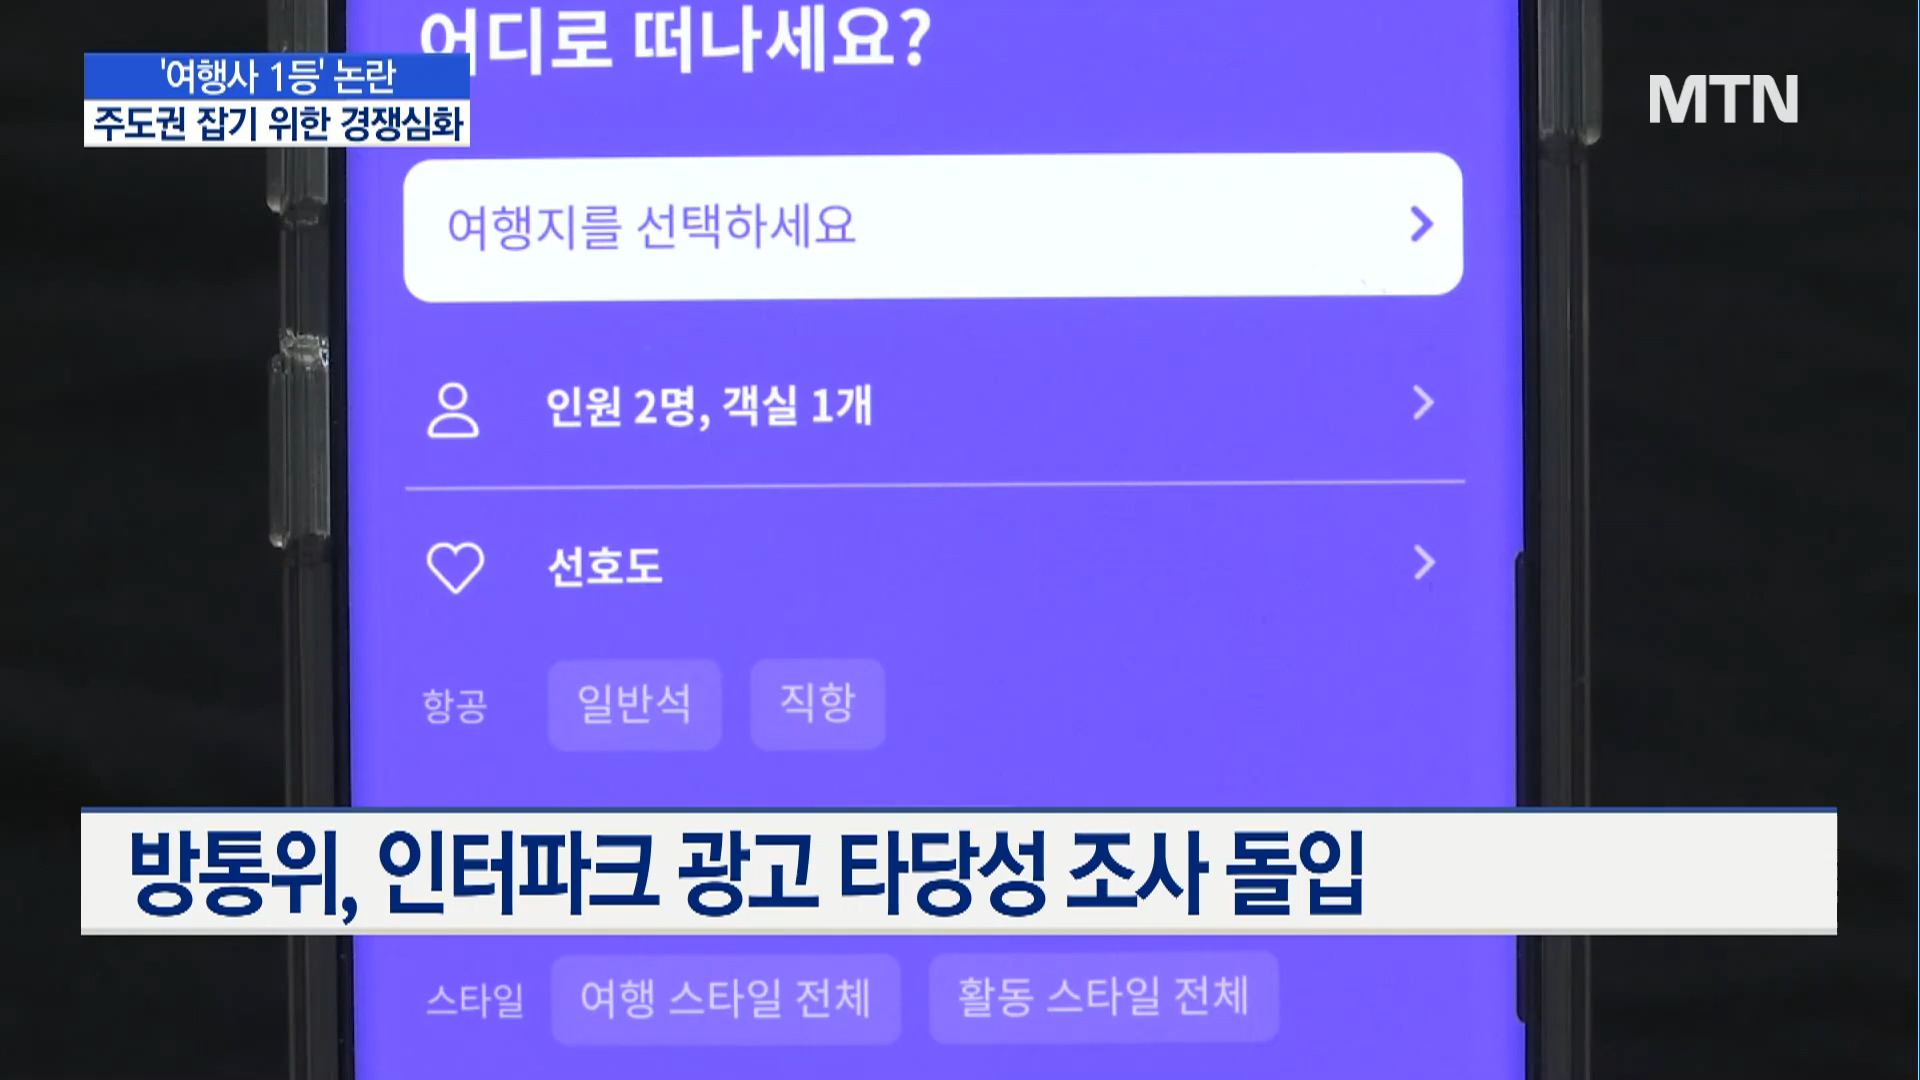 어디로 떠나세요?
'여행사 1등' 논란
주도권 잡기 위한 경쟁심화
MTN
여행지를 선택하세요
인원 2명, 객실 1개
선호도
항공 일반석 직항
방통위, 인터파크 광고 타당성 조사 돌입
스타일 여행 스타일 전체 활동 스타일 전체